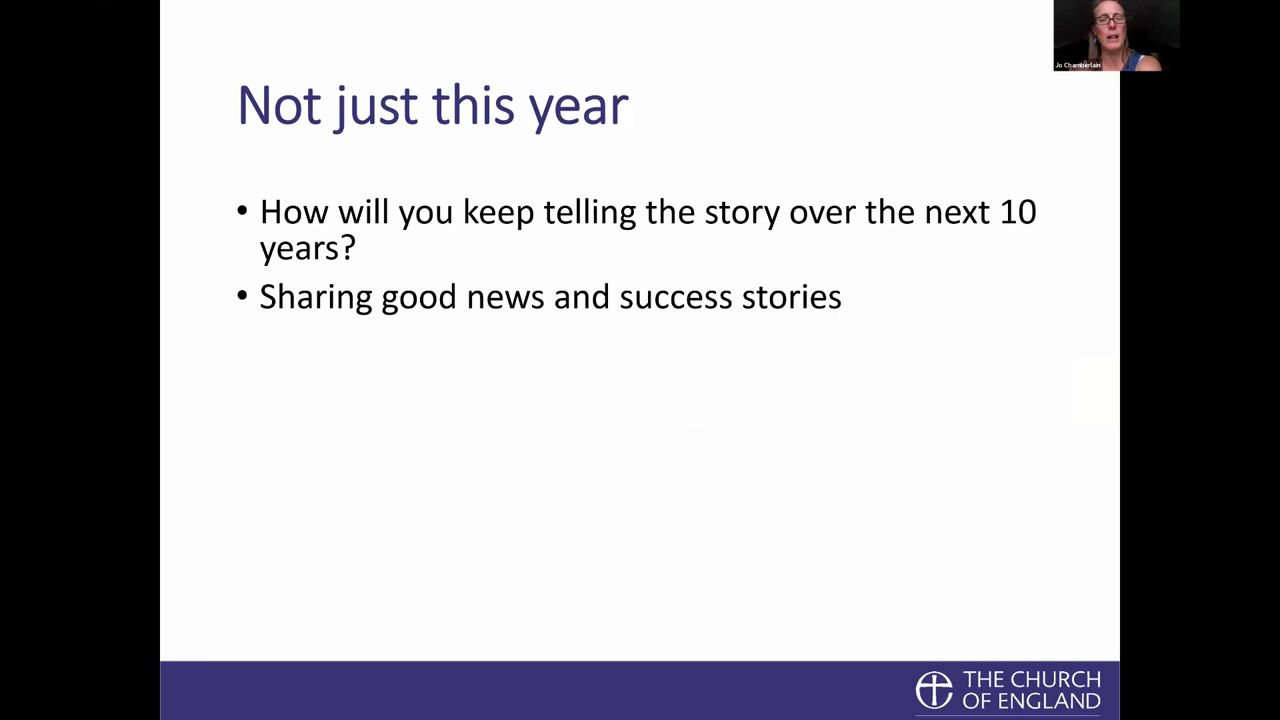 Jo Chamberlain
Not just this year
• How will you keep telling the story over the next 10
years?
• Sharing good news and success stories
THE CHURCH
OF ENGLAND